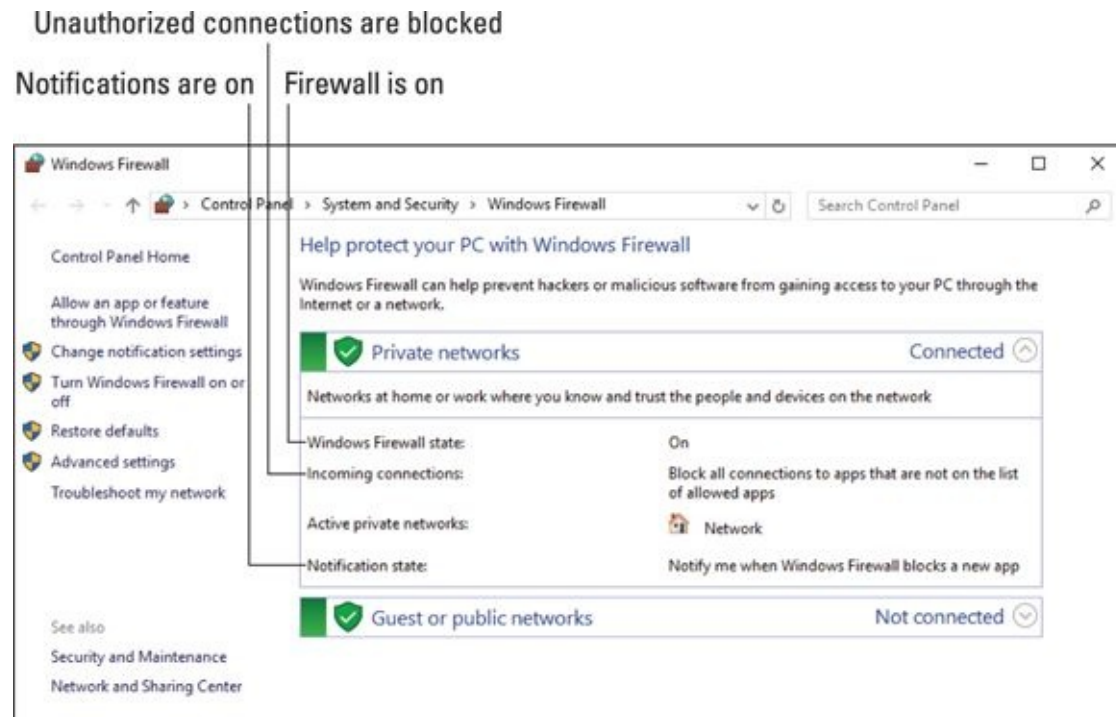 Unauthorized connections are blocked
Notifications are on
Firewall is on
Windows Firewall
Control Panel > System and Security > Windows Firewall
Search Control Panel
Control Panel Home
Allow an app or feature
through Windows Firewall
Change notification settings
Turn Windows Firewall on or
off
Restore defaults
Advanced settings
Troubleshoot my network
See also
Security and Maintenance
Network and Sharing Center
Help protect your PC with Windows Firewall
Windows Firewall can help prevent hackers or malicious software from gaining access to your PC through the
Internet or a network.
Private networks Connected
Networks at home or work where you know and trust the people and devices on the network
Windows Firewall state: On
Incoming connections: Block all connections to apps that are not on the list
of allowed apps
Active private networks: Network
Notification state: Notify me when Windows Firewall blocks a new app
Guest or public networks Not connected